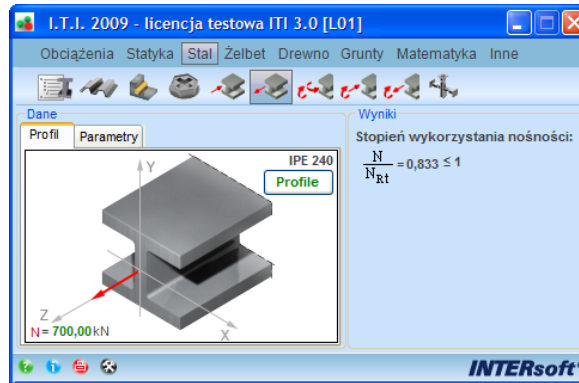 I.T.I. 2009 - licencja testowa ITI 3.0 [L01]
Obciążenia Statyka Stal Żelbet Drewno Grunty Matematyka Inne
Dane
Profil Parametry
IPE 240
Profile
Y
Z
X
N = 700,00 kN
Wyniki
Stopień wykorzystania nośności:
N
N_Rt
= 0,833 ≤ 1
INTERsoft